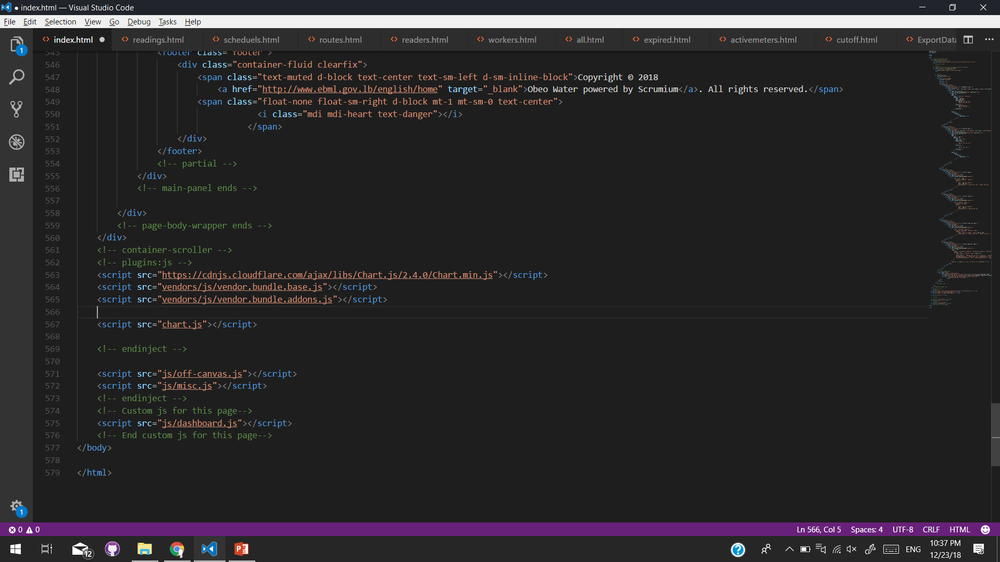 ● index.html — Visual Studio Code
File Edit Selection View Go Debug Tasks Help
index.html ● readings.html scheduels.html routes.html readers.html workers.html all.html expired.html activemeters.html cutoff.html ExportData
545 <footer class="footer">
546 <div class="container-fluid clearfix">
547 <span class="text-muted d-block text-center text-sm-left d-sm-inline-block">Copyright © 2018
548 <a href="http://www.ebml.gov.lb/english/home" target="_blank">Obeo Water powered by Scrumium</a>. All rights reserved.</span>
549 <span class="float-none float-sm-right d-block mt-1 mt-sm-0 text-center">
550 <i class="mdi mdi-heart text-danger"></i>
551 </span>
552 </div>
553 </footer>
554 <!-- partial -->
555 </div>
556 <!-- main-panel ends -->
557
558 </div>
559 <!-- page-body-wrapper ends -->
560 </div>
561 <!-- container-scroller -->
562 <!-- plugins:js -->
563 <script src="https://cdnjs.cloudflare.com/ajax/libs/Chart.js/2.4.0/Chart.min.js"></script>
564 <script src="vendors/js/vendor.bundle.base.js"></script>
565 <script src="vendors/js/vendor.bundle.addons.js"></script>
566
567 <script src="chart.js"></script>
568
569 <!-- endinject -->
570
571 <script src="js/off-canvas.js"></script>
572 <script src="js/misc.js"></script>
573 <!-- endinject -->
574 <!-- Custom js for this page-->
575 <script src="js/dashboard.js"></script>
576 <!-- End custom js for this page-->
577 </body>
578
579 </html>
1
1
0 0 Ln 566, Col 5 Spaces: 4 UTF-8 CRLF HTML
12 ENG 10:37 PM
12/23/18